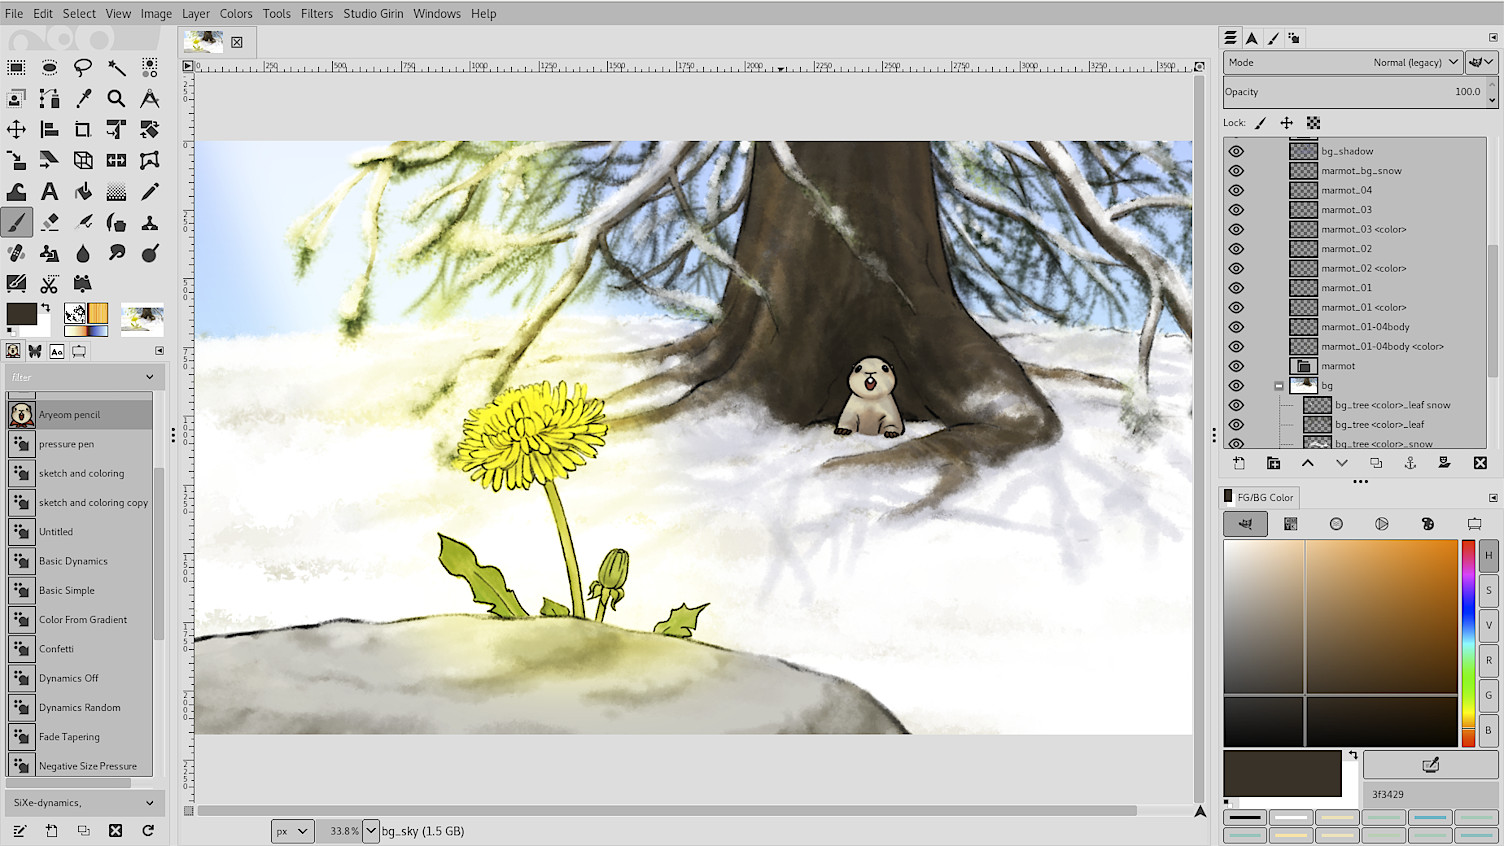 File Edit Select View Image Layer Colors Tools Filters Studio Girin Windows Help
Mode Normal (legacy)
Opacity 100.0
Lock:
bg_shadow
marmot_bg_snow
marmot_04
marmot_03
marmot_03 <color>
marmot_02
marmot_02 <color>
marmot_01
marmot_01 <color>
marmot_01-04body
marmot_01-04body <color>
marmot
bg
bg_tree <color>_leaf snow
bg_tree <color>_leaf
bg_tree <color>_snow
filter
Aryeom pencil
pressure pen
sketch and coloring
sketch and coloring copy
Untitled
Basic Dynamics
Basic Simple
Color From Gradient
Confetti
Dynamics Off
Dynamics Random
Fade Tapering
Negative Size Pressure
SiXe-dynamics,
0 250 500 750 1000 1250 1500 1750 2000 2250 2500 2750 3000 3250 3500
px 33.8% bg_sky (1.5 GB)
FG/BG Color
H
S
V
R
G
B
3f3429